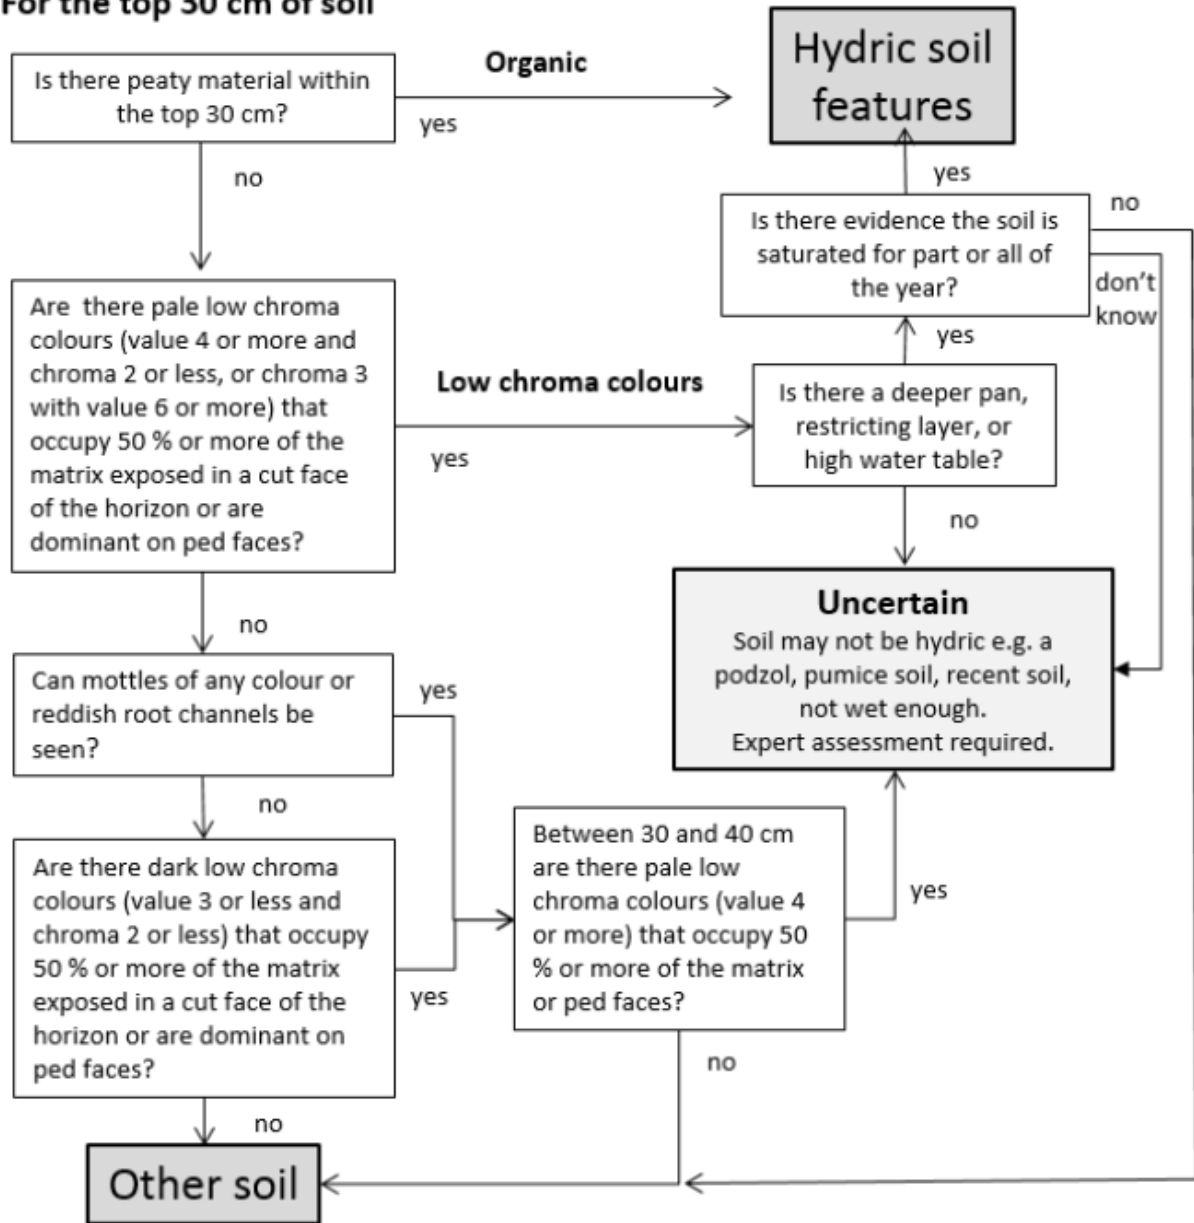 For the top 30 cm of soil
Is there peaty material within
the top 30 cm?
Organic
yes
Hydric soil
features
no
yes
Is there evidence the soil is
saturated for part or all of
the year?
no
don't
know
Are there pale low chroma
colours (value 4 or more and
chroma 2 or less, or chroma 3
with value 6 or more) that
occupy 50 % or more of the
matrix exposed in a cut face
of the horizon or are
dominant on ped faces?
Low chroma colours
yes
yes
Is there a deeper pan,
restricting layer, or
high water table?
no
no
Uncertain
Soil may not be hydric e.g. a
podzol, pumice soil, recent soil,
not wet enough.
Expert assessment required.
Can mottles of any colour or
reddish root channels be
seen?
yes
no
Are there dark low chroma
colours (value 3 or less and
chroma 2 or less) that occupy
50 % or more of the matrix
exposed in a cut face of the
horizon or are dominant on
ped faces?
yes
Between 30 and 40 cm
are there pale low
chroma colours (value 4
or more) that occupy 50
% or more of the matrix
or ped faces?
yes
no
no
Other soil